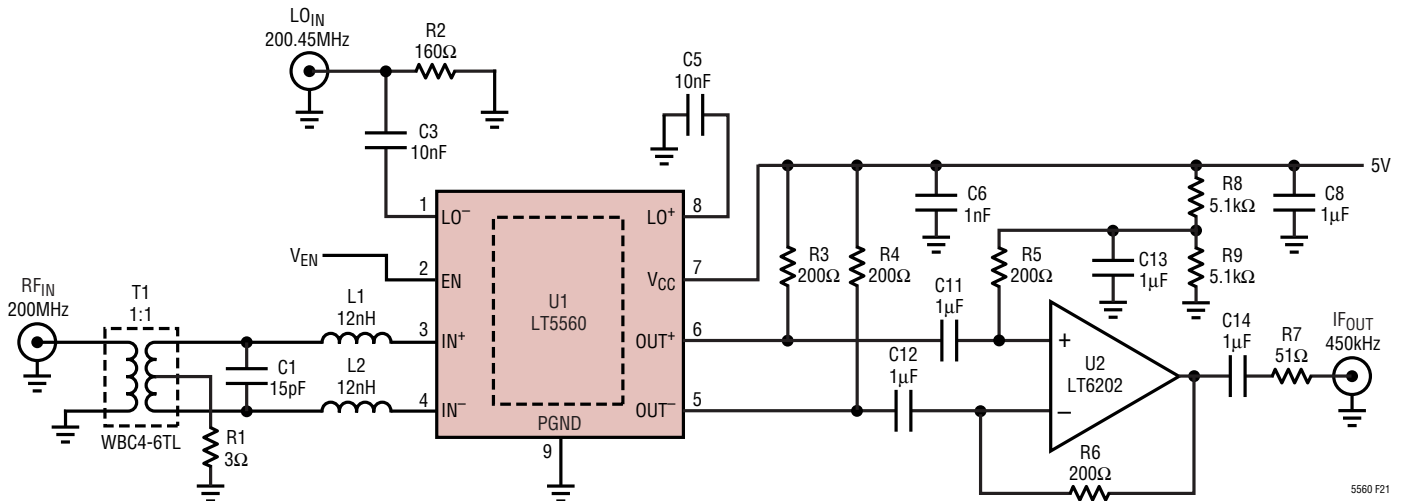 LO_IN
200.45MHz
R2
160Ω
C3
10nF
C5
10nF
5V
1
LO⁻
LO⁺
8
V_EN
2
EN
V_CC
7
U1
LT5560
RF_IN
200MHz
T1
1:1
WBC4-6TL
R1
3Ω
C1
15pF
L1
12nH
L2
12nH
3
IN⁺
OUT⁺
6
4
IN⁻
OUT⁻
5
PGND
9
R3
200Ω
R4
200Ω
C6
1nF
C11
1µF
C12
1µF
R5
200Ω
C13
1µF
R8
5.1kΩ
R9
5.1kΩ
C8
1µF
+
−
U2
LT6202
R6
200Ω
C14
1µF
R7
51Ω
IF_OUT
450kHz
5560 F21